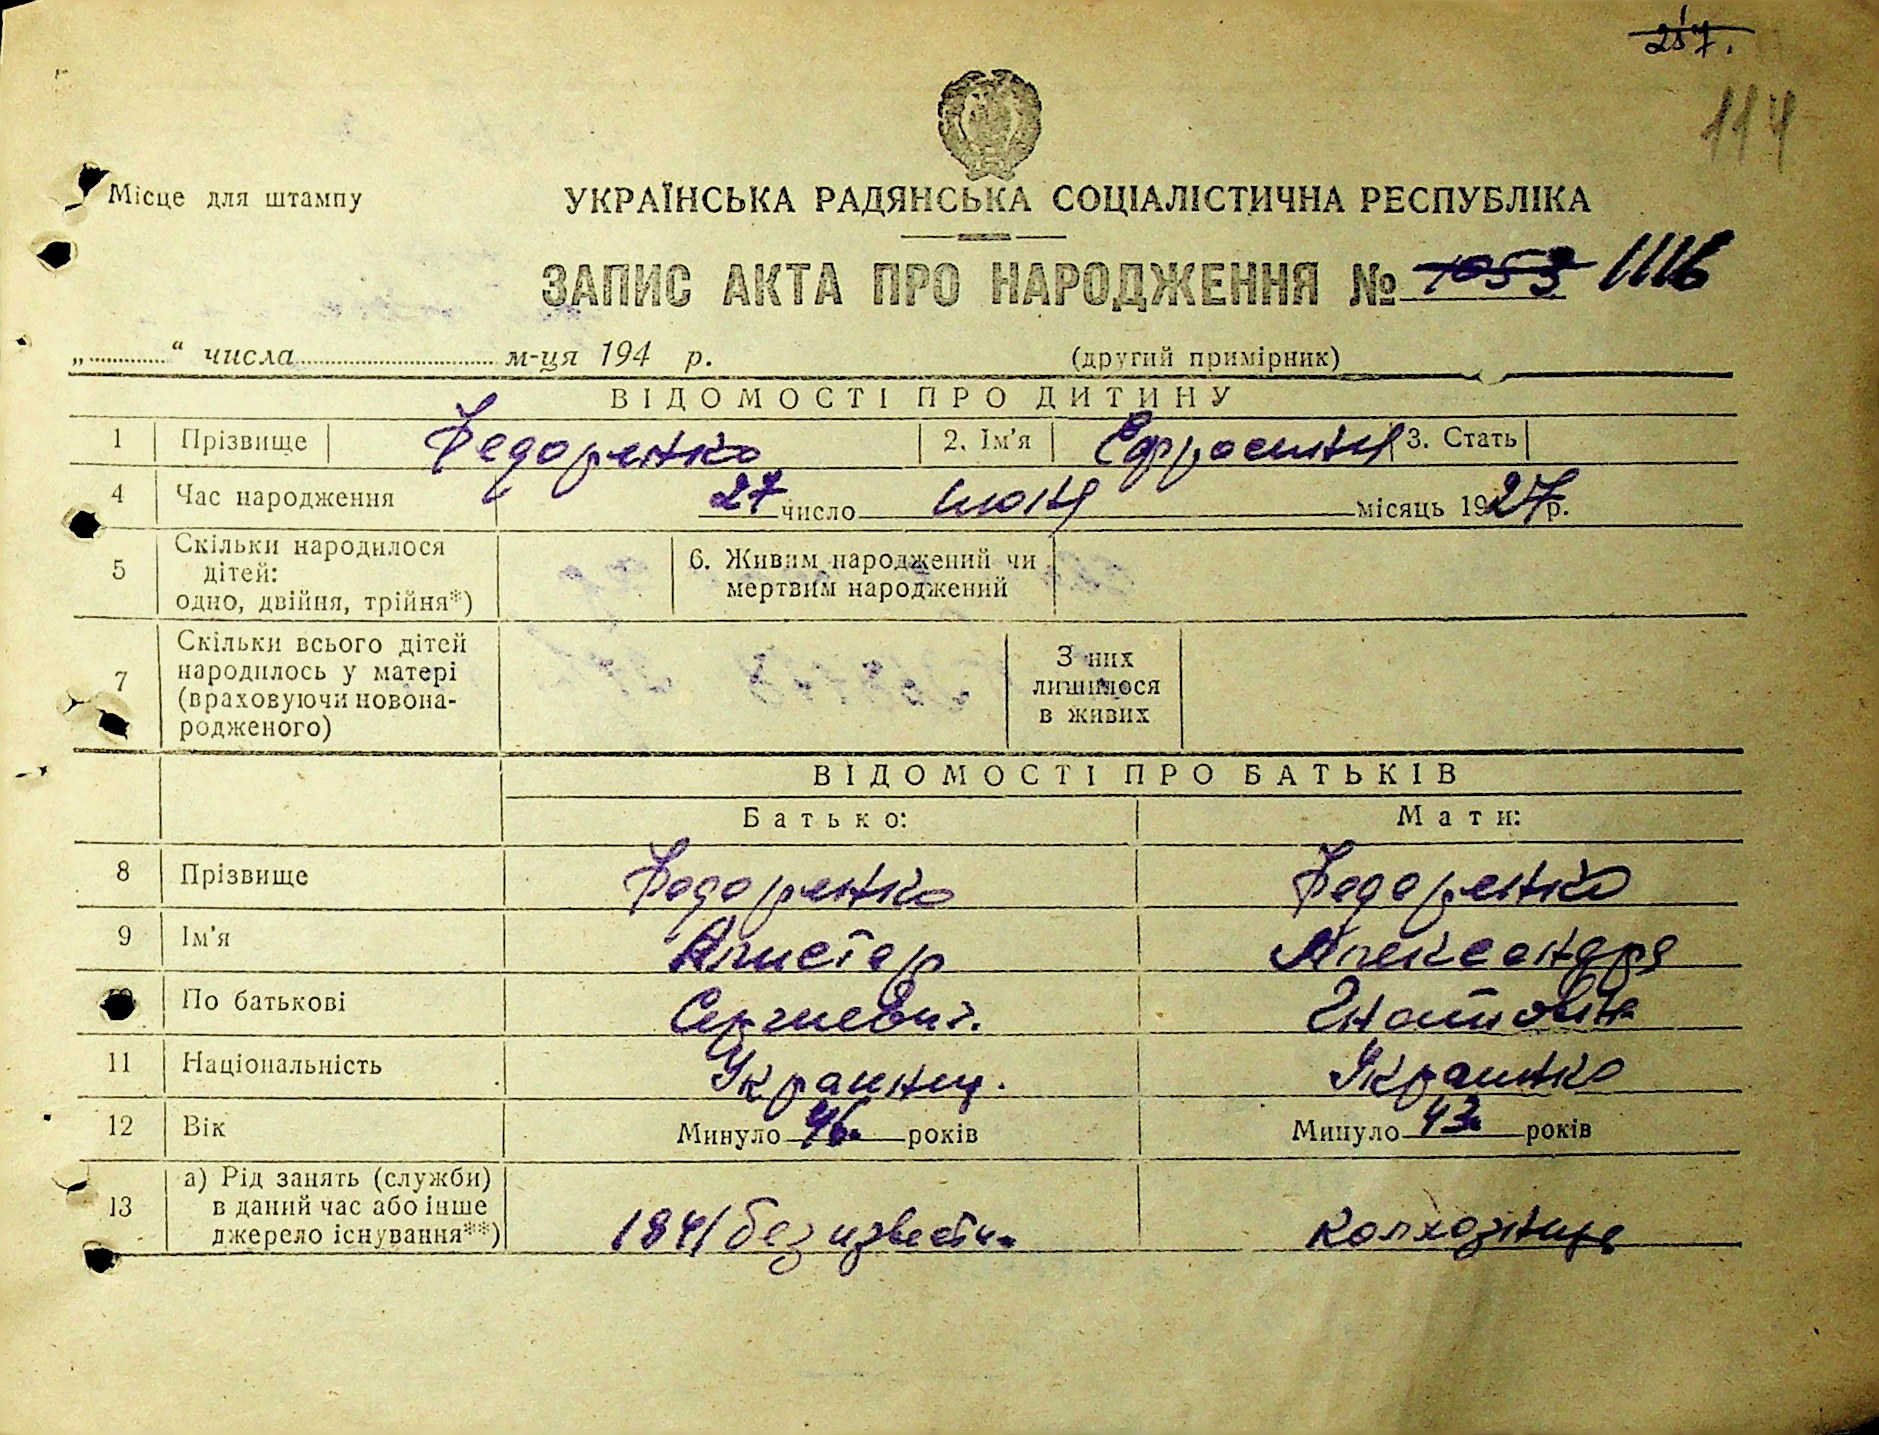 257.
114
Місце для штампу
УКРАЇНСЬКА РАДЯНСЬКА СОЦІАЛІСТИЧНА РЕСПУБЛІКА
ЗАПИС АКТА ПРО НАРОДЖЕННЯ № 1053 1116
„ “ числа м-ця 194 р. (другий примірник)
ВІДОМОСТІ ПРО ДИТИНУ
1 Прізвище Федоренко 2. Ім’я Ефросиния 3. Стать
4 Час народження 27 число июня місяць 1927 р.
5 Скільки народилося дітей: одно, двійня, трійня*) 6. Живим народжений чи мертвим народжений
7 Скільки всього дітей народилось у матері (враховуючи новонародженого) З них лишилося в живих
ВІДОМОСТІ ПРО БАТЬКІВ
Батько: Мати:
8 Прізвище Федоренко Федоренко
9 Ім’я Алистар Александра
10 По батькові Сергиевич. Игнатовна
11 Національність Украинец. Украинка
12 Вік Минуло 46. років Минуло 43. років
13 а) Рід занять (служби) в даний час або інше джерело існування**) 1941 без извести. колхозница